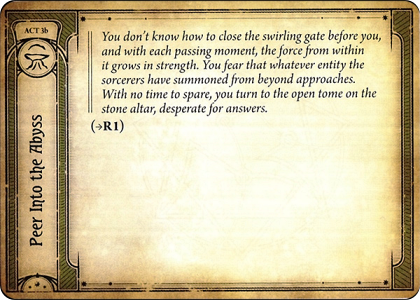 ACT 3b
Peer Into the Abyss
You don't know how to close the swirling gate before you,
and with each passing moment, the force from within
it grows in strength. You fear that whatever entity the
sorcerers have summoned from beyond approaches.
With no time to spare, you turn to the open tome on the
stone altar, desperate for answers.
(→R1)